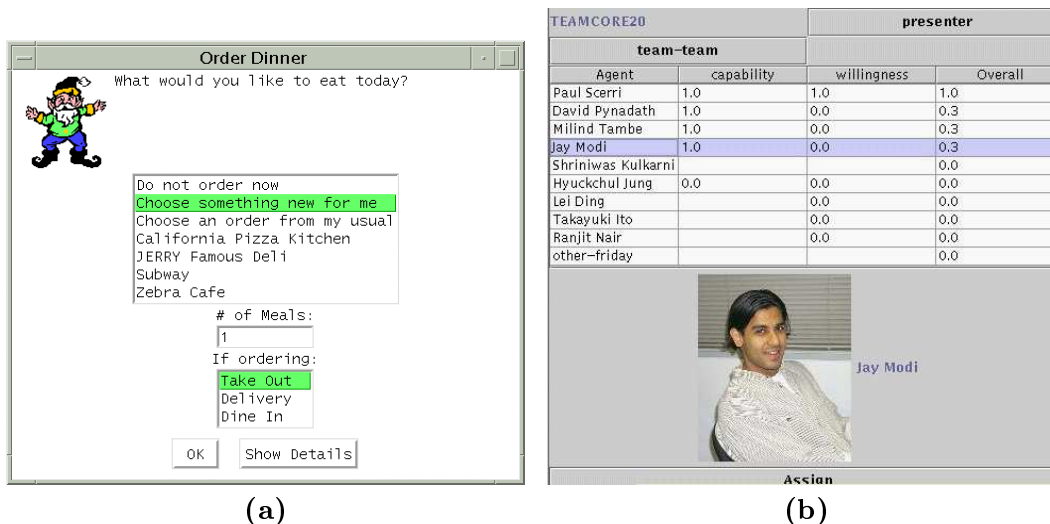 Order Dinner
What would you like to eat today?
Do not order now
Choose something new for me
Choose an order from my usual
California Pizza Kitchen
JERRY Famous Deli
Subway
Zebra Cafe
# of Meals:
1
If ordering:
Take Out
Delivery
Dine In
OK Show Details
(a)
TEAMCORE20 presenter
team-team
Agent capability willingness Overall
Paul Scerri 1.0 1.0 1.0
David Pynadath 1.0 0.0 0.3
Milind Tambe 1.0 0.0 0.3
Jay Modi 1.0 0.0 0.3
Shriniwas Kulkarni 0.0
Hyuckchul Jung 0.0 0.0 0.0
Lei Ding 0.0 0.0
Takayuki Ito 0.0 0.0
Ranjit Nair 0.0 0.0
other-friday 0.0
Jay Modi
Assign
(b)